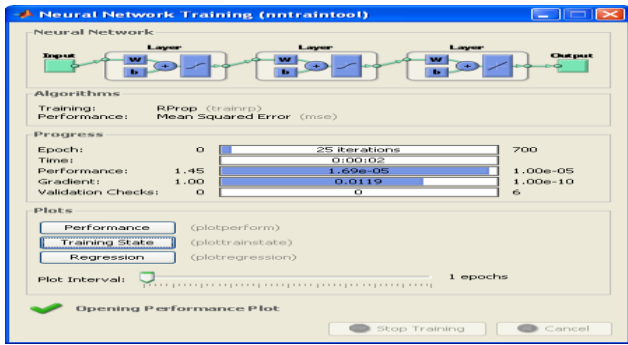 Neural Network Training (nntraintool)
Neural Network
Layer Layer Layer
Input W b + W b + W b + Output
Algorithms
Training: RProp (trainrp)
Performance: Mean Squared Error (mse)
Progress
Epoch: 0 25 iterations 700
Time: 0:00:02
Performance: 1.45 1.69e-05 1.00e-05
Gradient: 1.00 0.0119 1.00e-10
Validation Checks: 0 0 6
Plots
Performance (plotperform)
Training State (plottrainstate)
Regression (plotregression)
Plot Interval: 1 epochs
Opening Performance Plot
Stop Training Cancel